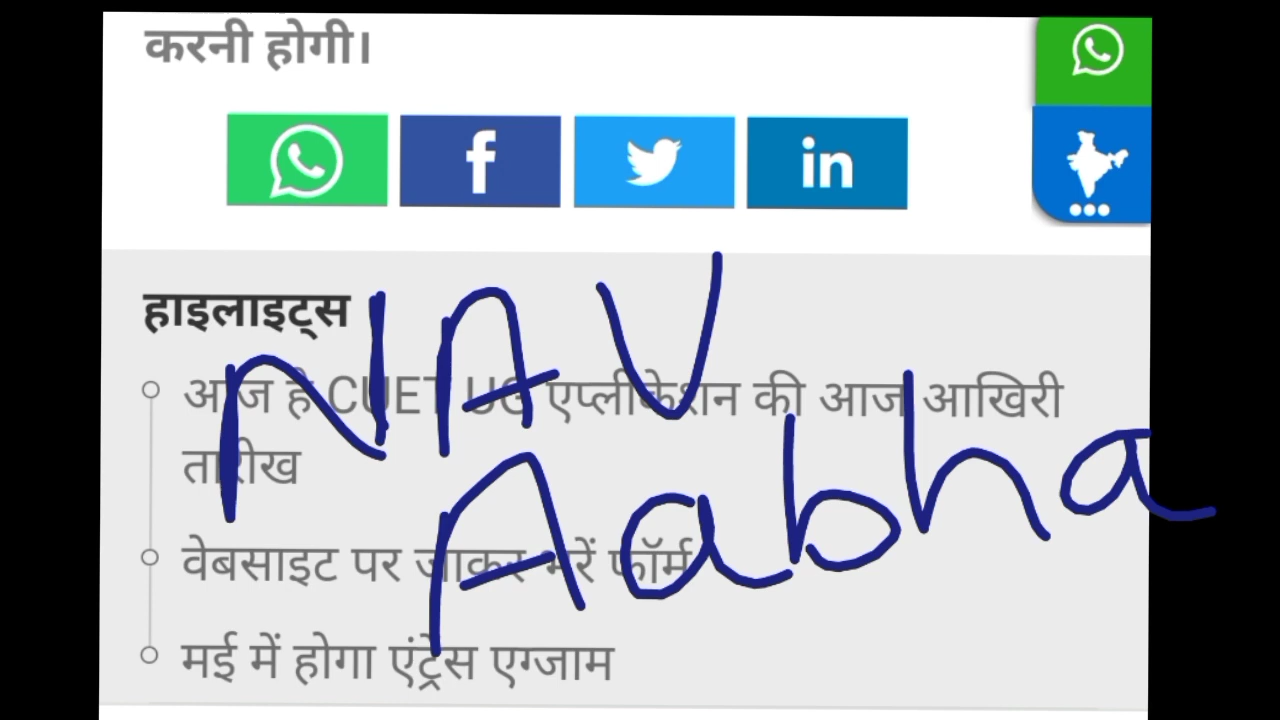 करनी होगी।
f in
हाइलाइट्स
NAV
आज है CUET UG एप्लीकेशन की आज आखिरी
तारीख
Aabha
वेबसाइट पर जाकर भरें फॉर्म
मई में होगा एंट्रेस एग्जाम